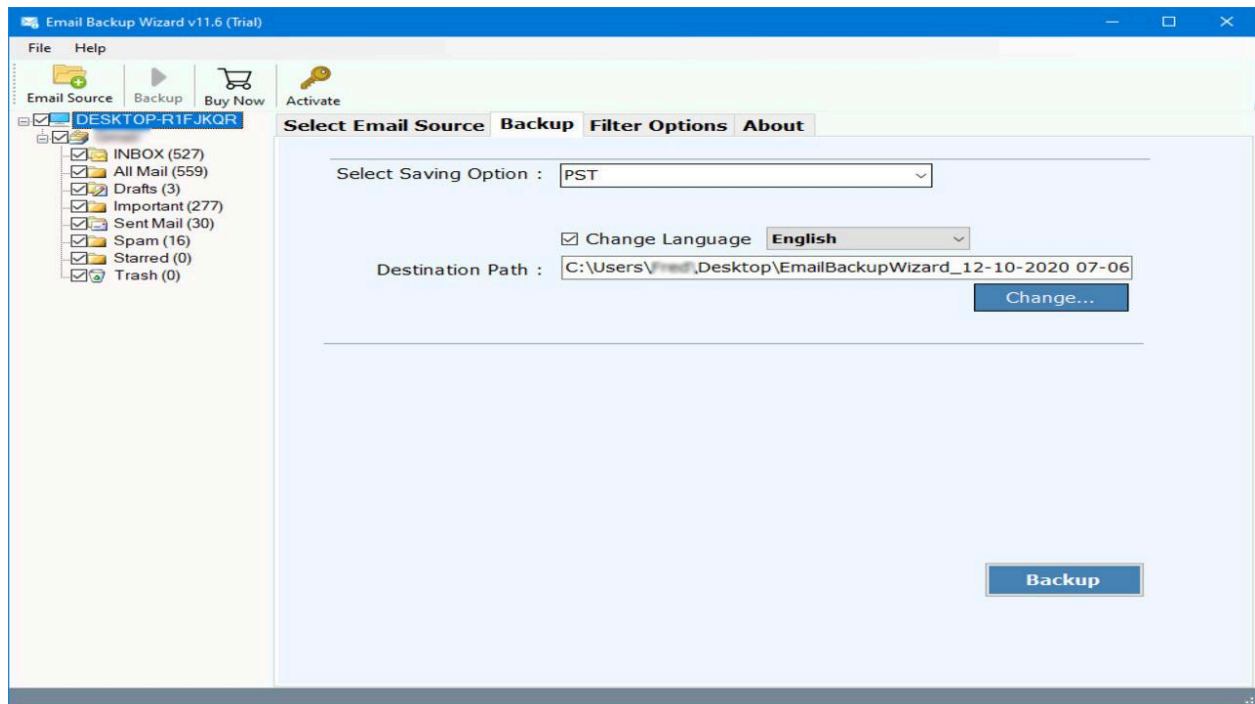 Email Backup Wizard v11.6 (Trial)
File Help
Email Source Backup Buy Now Activate
DESKTOP-R1FJKQR
INBOX (527)
All Mail (559)
Drafts (3)
Important (277)
Sent Mail (30)
Spam (16)
Starred (0)
Trash (0)
Select Email Source Backup Filter Options About
Select Saving Option : PST
Change Language English
Destination Path : C:\Users\ \Desktop\EmailBackupWizard_12-10-2020 07-06
Change...
Backup